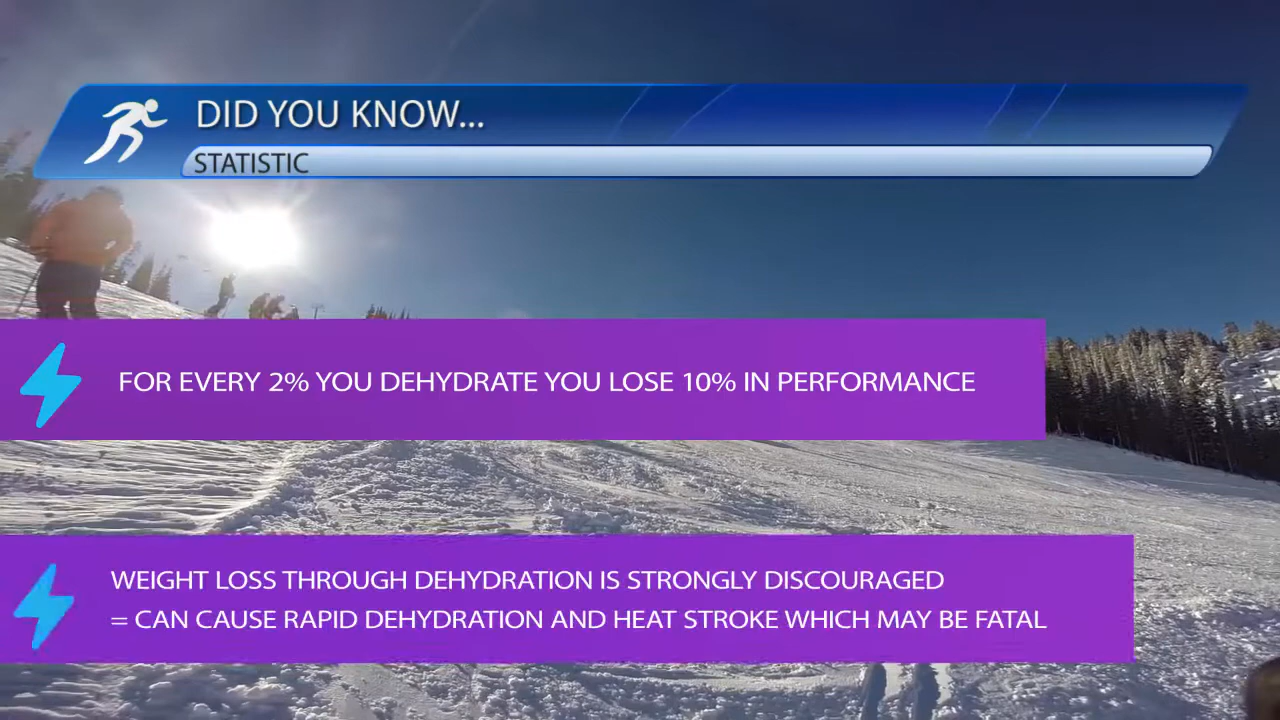 DID YOU KNOW...
STATISTIC
FOR EVERY 2% YOU DEHYDRATE YOU LOSE 10% IN PERFORMANCE
WEIGHT LOSS THROUGH DEHYDRATION IS STRONGLY DISCOURAGED
= CAN CAUSE RAPID DEHYDRATION AND HEAT STROKE WHICH MAY BE FATAL